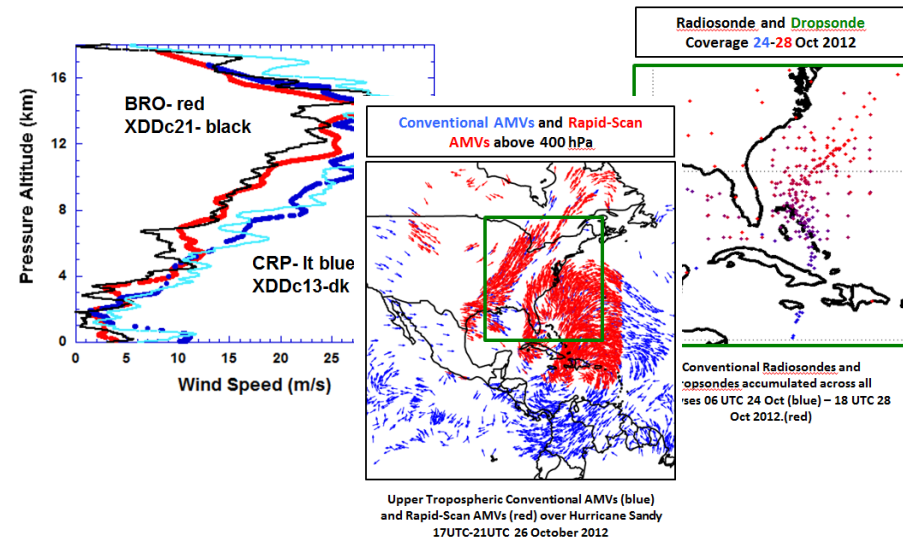 Radiosonde and Dropsonde
Coverage 24-28 Oct 2012
16
12
8
4
0
Pressure Altitude (km)
BRO- red
XDDc21- black
CRP- lt blue
XDDc13-dk
0
5
10
15
20
25
Wind Speed (m/s)
Conventional AMVs and Rapid-Scan
AMVs above 400 hPa
Upper Tropospheric Conventional AMVs (blue)
and Rapid-Scan AMVs (red) over Hurricane Sandy
17UTC-21UTC 26 October 2012
Conventional Radiosondes and
ropsondes accumulated across all
yses 06 UTC 24 Oct (blue) – 18 UTC 28
Oct 2012.(red)